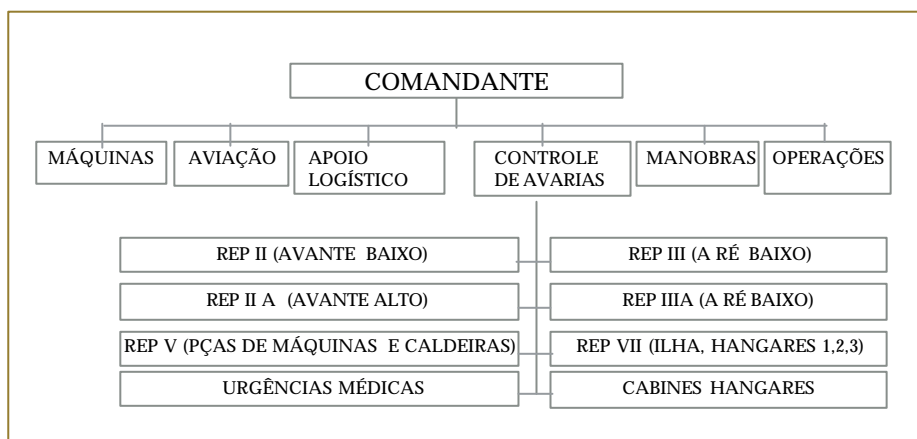 COMANDANTE
MÁQUINAS
AVIAÇÃO
APOIO
LOGÍSTICO
CONTROLE
DE AVARIAS
MANOBRAS
OPERAÇÕES
REP II (AVANTE BAIXO)
REP III (A RÉ BAIXO)
REP II A (AVANTE ALTO)
REP IIIA (A RÉ BAIXO)
REP V (PÇAS DE MÁQUINAS E CALDEIRAS)
REP VII (ILHA, HANGARES 1,2,3)
URGÊNCIAS MÉDICAS
CABINES HANGARES